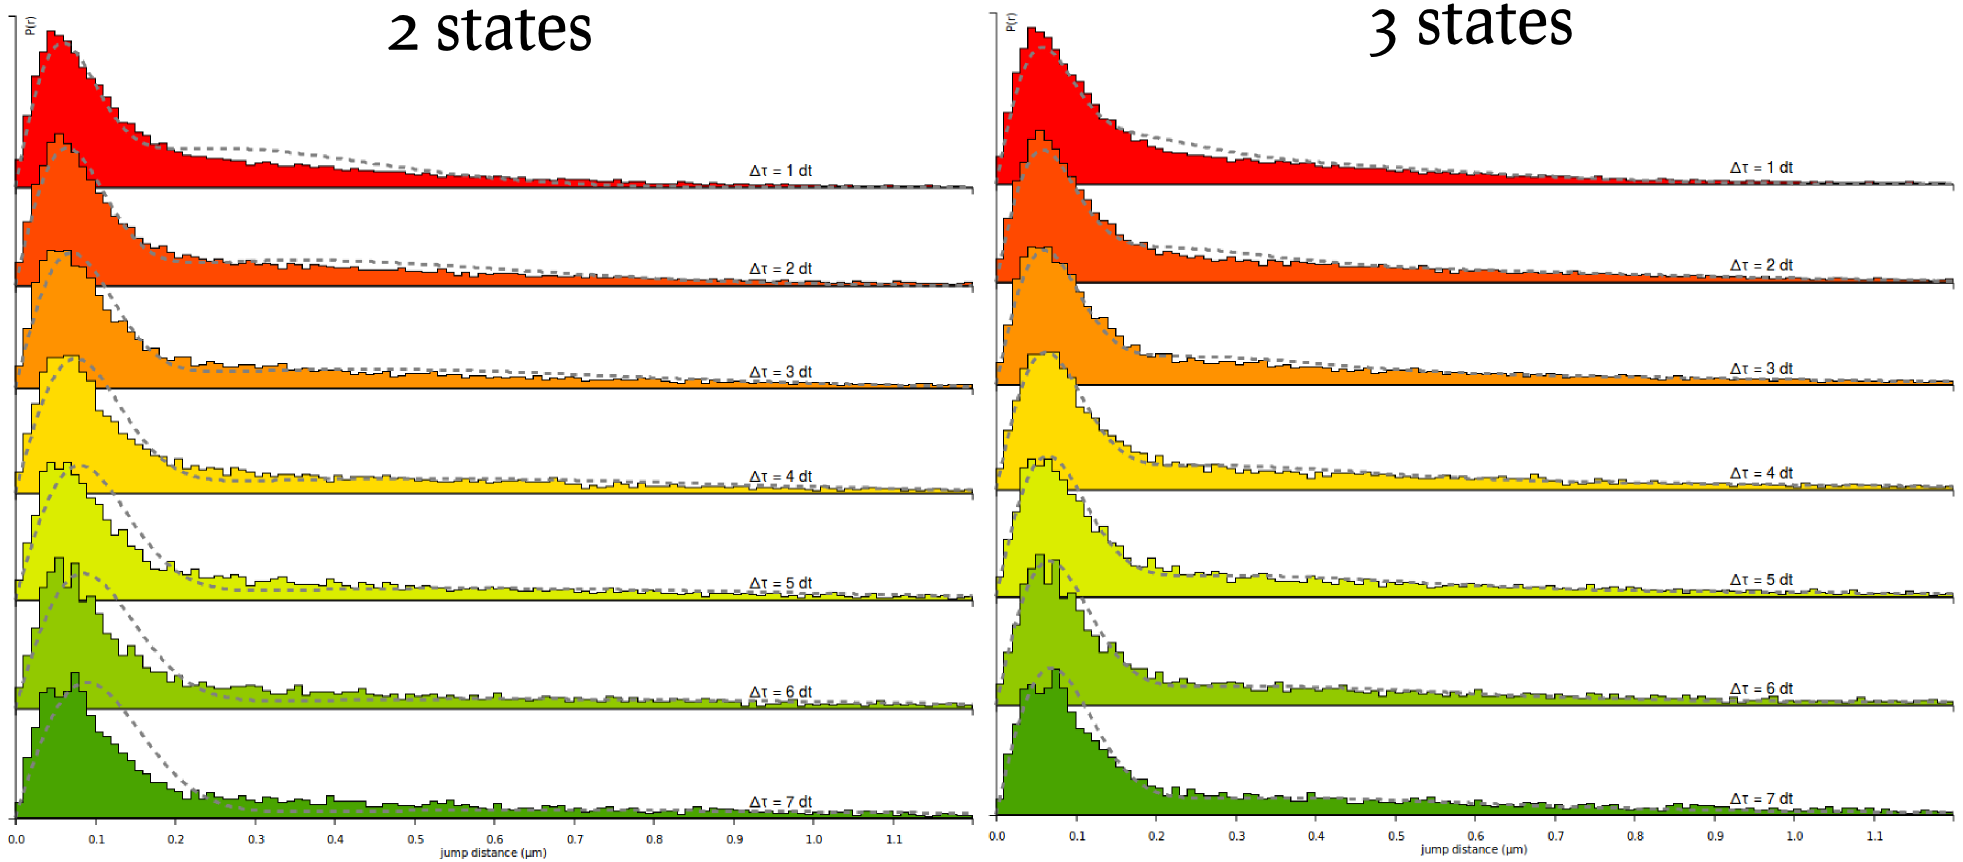 2 states
P(r)
Δτ = 1 dt
Δτ = 2 dt
Δτ = 3 dt
Δτ = 4 dt
Δτ = 5 dt
Δτ = 6 dt
Δτ = 7 dt
0.0 0.1 0.2 0.3 0.4 0.5 0.6 0.7 0.8 0.9 1.0 1.1
jump distance (μm)
3 states
P(r)
Δτ = 1 dt
Δτ = 2 dt
Δτ = 3 dt
Δτ = 4 dt
Δτ = 5 dt
Δτ = 6 dt
Δτ = 7 dt
0.0 0.1 0.2 0.3 0.4 0.5 0.6 0.7 0.8 0.9 1.0 1.1
jump distance (μm)